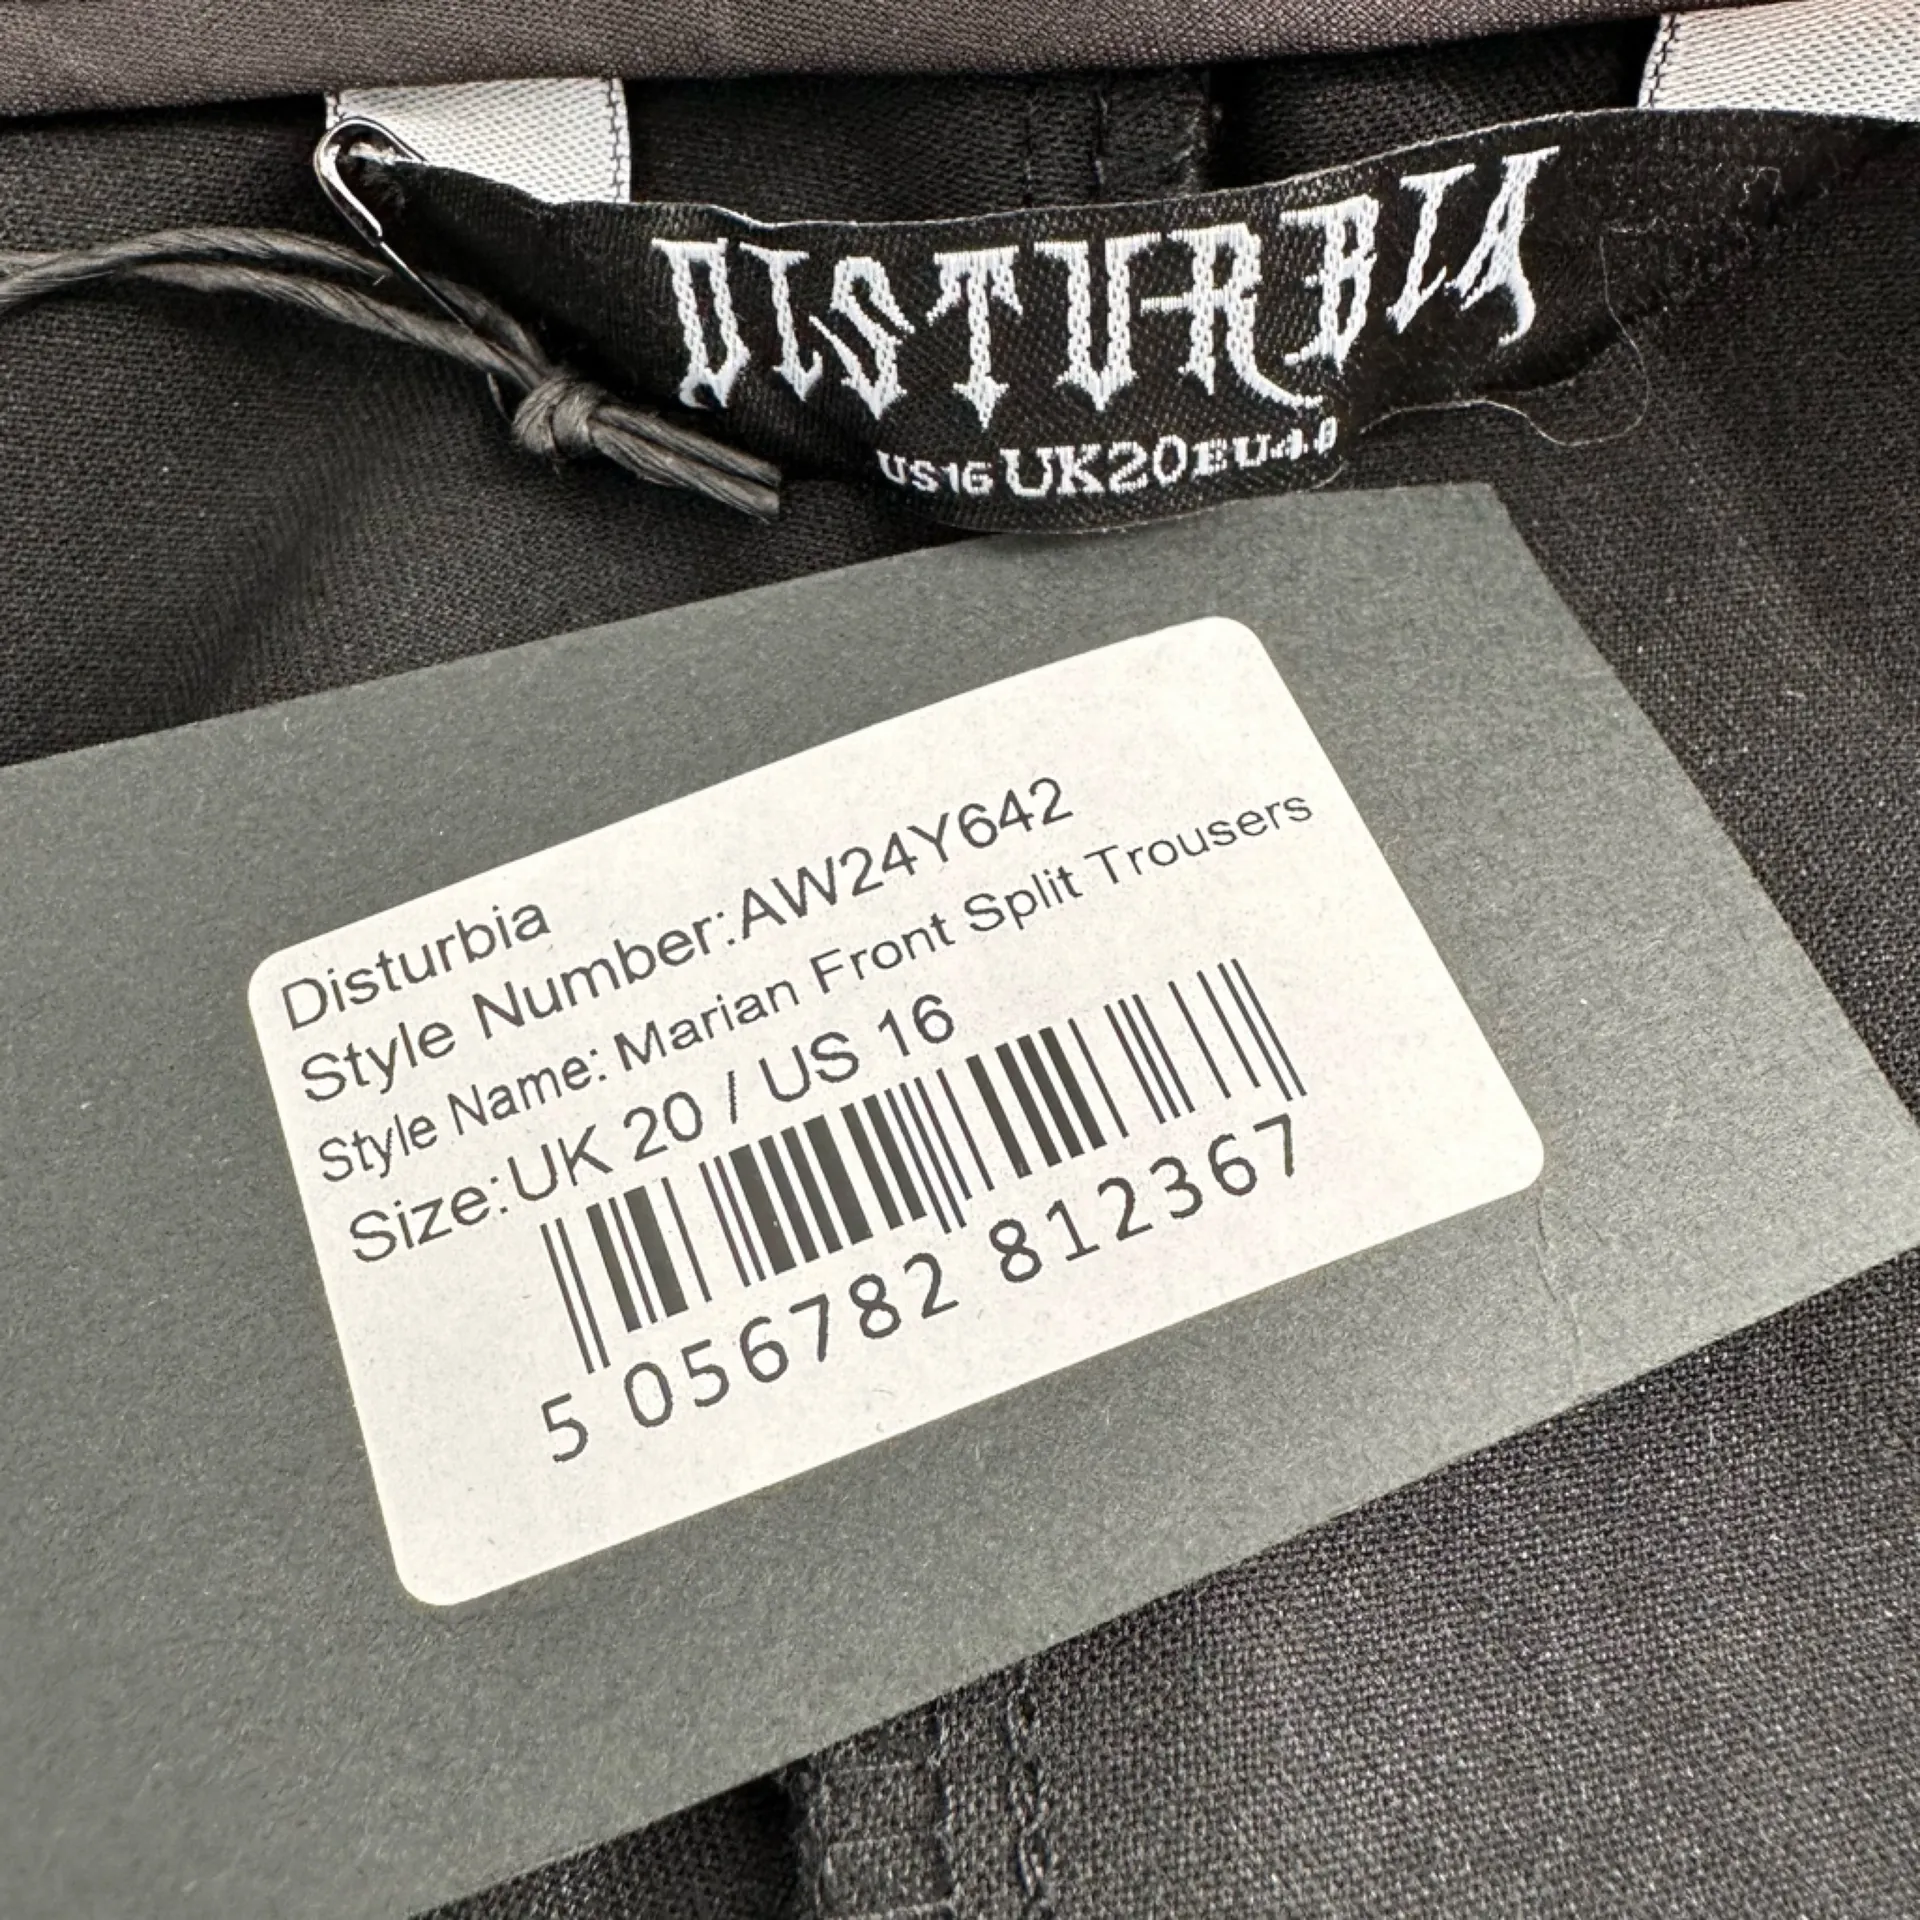 DISTURBIA
US16 UK20 EU48
Disturbia
Style Number:AW24Y642
Style Name: Marian Front Split Trousers
Size:UK 20 / US 16
5 056782 812367